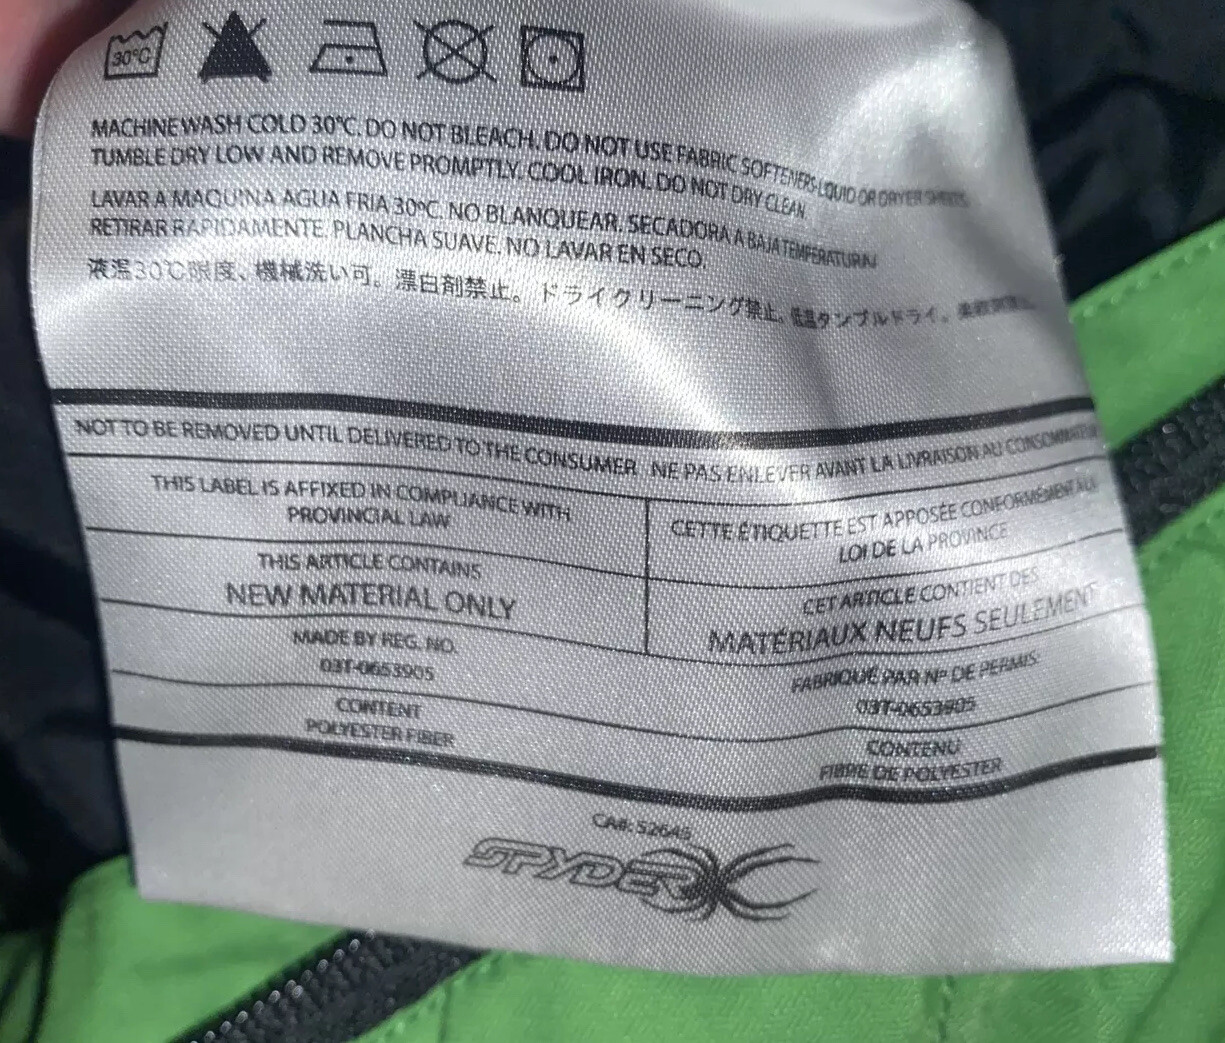 30°C
MACHINE WASH COLD 30°C. DO NOT BLEACH. DO NOT USE FABRIC SOFTENERS-LIQUID OR DRYER SHEETS.
TUMBLE DRY LOW AND REMOVE PROMPTLY. COOL IRON. DO NOT DRY CLEAN.
LAVAR A MAQUINA AGUA FRIA 30°C. NO BLANQUEAR. SECADORA A BAJA TEMPERATURA/
RETIRAR RAPIDAMENTE. PLANCHA SUAVE. NO LAVAR EN SECO.
液温30℃限度、機械洗い可。漂白剤禁止。ドライクリーニング禁止。低温タンブルドライ。
NOT TO BE REMOVED UNTIL DELIVERED TO THE CONSUMER NE PAS ENLEVER AVANT LA LIVRAISON AU
THIS LABEL IS AFFIXED IN COMPLIANCE WITH
PROVINCIAL LAW
CETTE ÉTIQUETTE EST APPOSÉE CONFORMÉMENT À LA
LOI DE LA PROVINCE
THIS ARTICLE CONTAINS
NEW MATERIAL ONLY
CET ARTICLE CONTIENT DES
MATÉRIAUX NEUFS SEULEMENT
MADE BY REG. NO.
03T-0653905
FABRIQUÉ PAR Nº DE PERMIS:
03T-0653905
CONTENT
POLYESTER FIBER
CONTENU
FIBRE DE POLYESTER
CA#: 52645
SPYDER